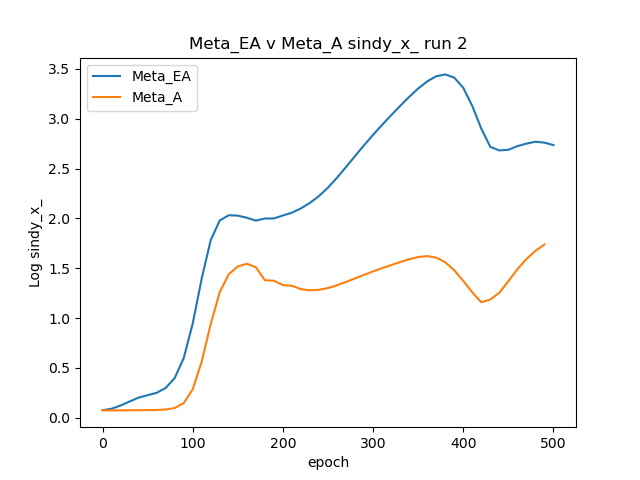 Meta_EA v Meta_A sindy_x_ run 2
Meta_EA
Meta_A
Log sindy_x_
3.5
3.0
2.5
2.0
1.5
1.0
0.5
0.0
0 100 200 300 400 500
epoch